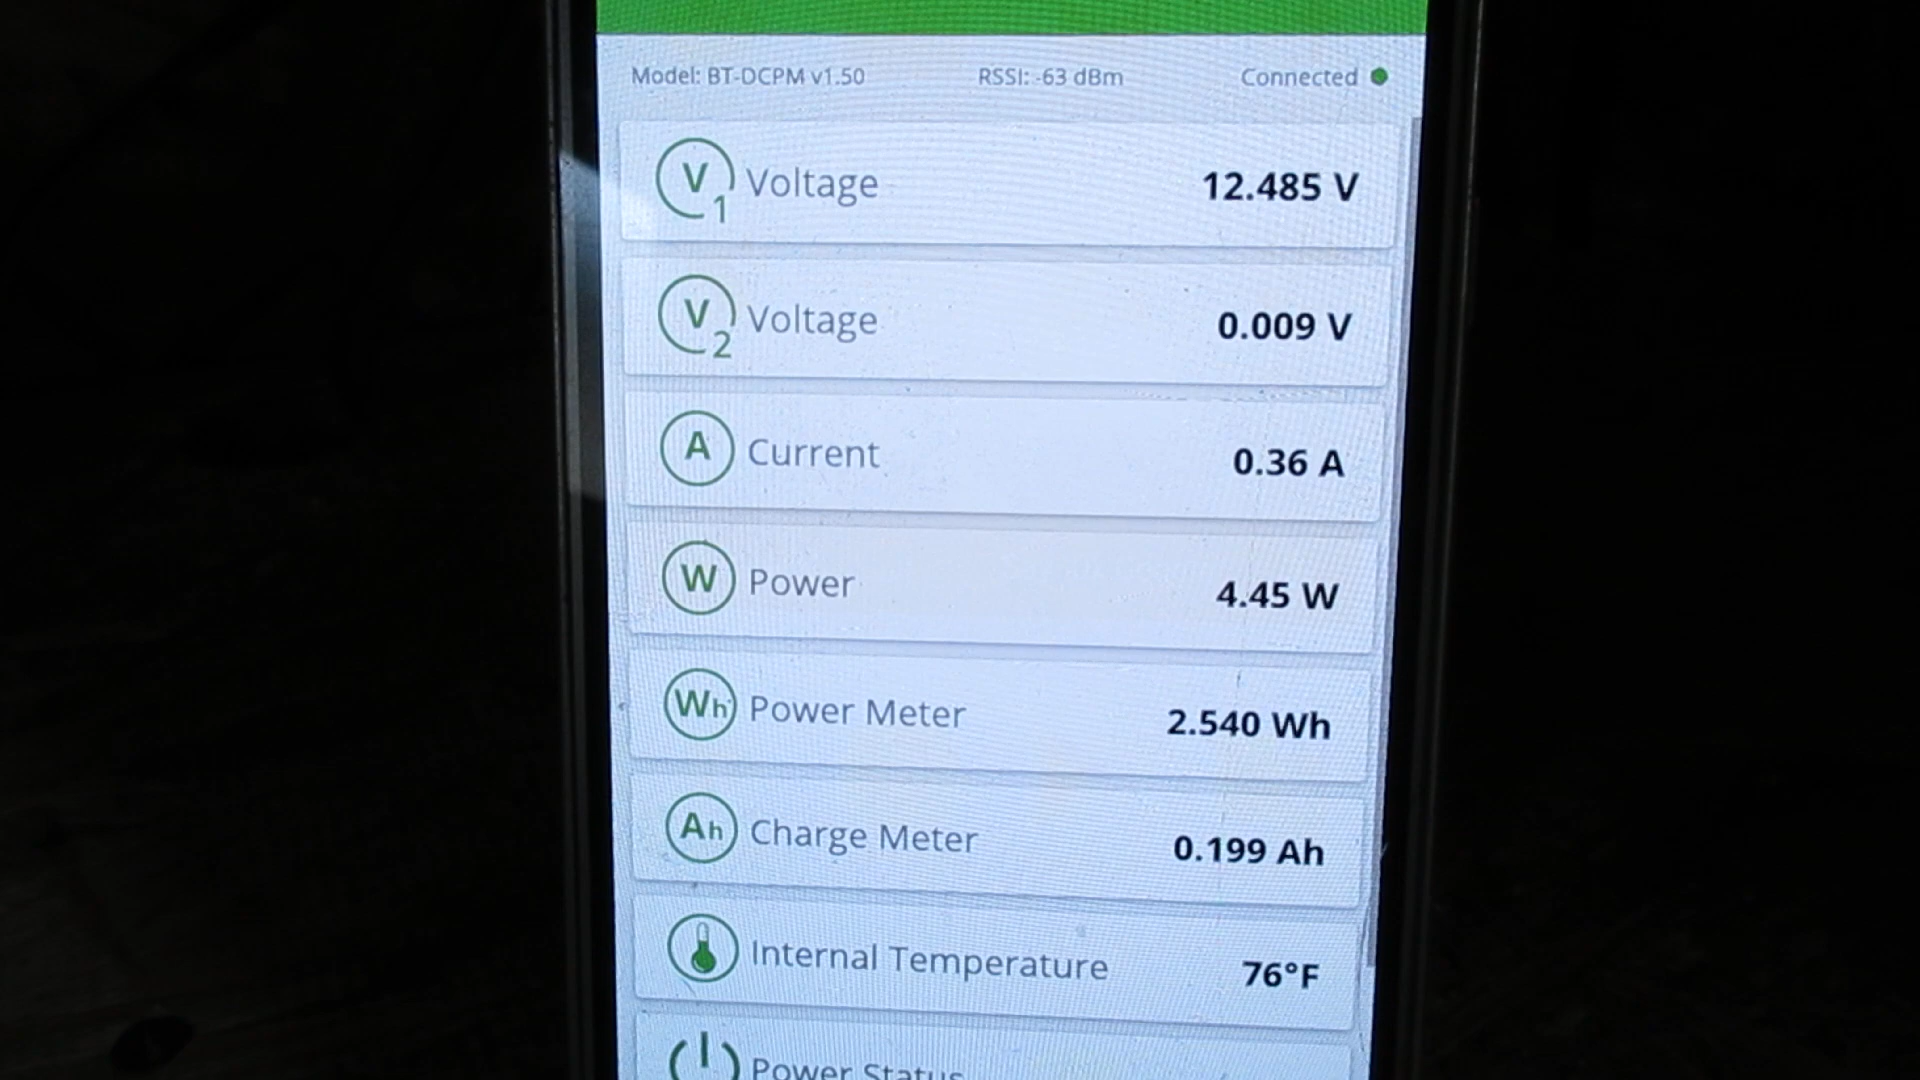 Model: BT-DCPM v1.50 RSSI: -63 dBm Connected
V1 Voltage 12.485 V
V2 Voltage 0.009 V
A Current 0.36 A
W Power 4.45 W
Wh Power Meter 2.540 Wh
Ah Charge Meter 0.199 Ah
Internal Temperature 76°F
Power Status